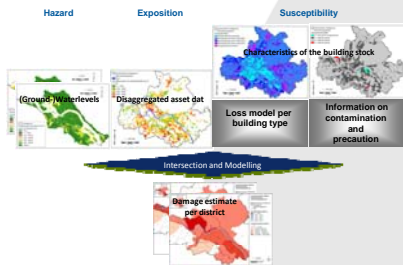 Hazard
Exposition
Susceptibility
Characteristics of the building stock
(Ground-)Waterlevels
Disaggregated asset dat
Loss model per
building type
Information on
contamination
and
precaution
Intersection and Modelling
Damage estimate
per district